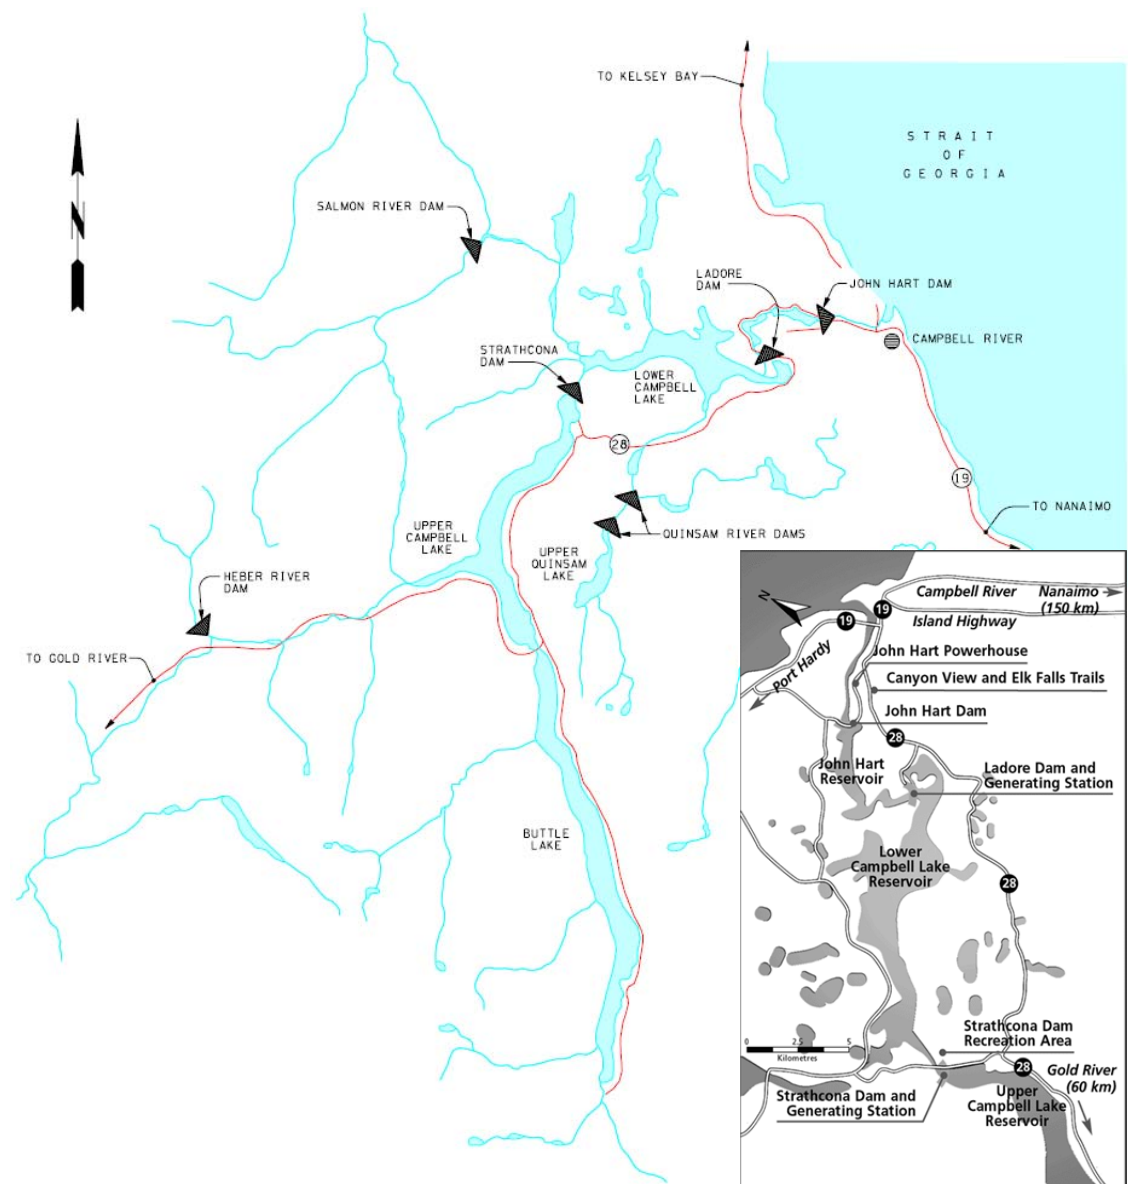 TO KELSEY BAY
STRAIT
OF
GEORGIA
N
SALMON RIVER DAM
LADORE
DAM
JOHN HART DAM
CAMPBELL RIVER
STRATHCONA
DAM
LOWER
CAMPBELL
LAKE
28
19
TO NANAIMO
UPPER
CAMPBELL
LAKE
UPPER
QUINSAM
LAKE
QUINSAM RIVER DAMS
HEBER RIVER
DAM
TO GOLD RIVER
BUTTLE
LAKE
N
19
19
Campbell River
Nanaimo
(150 km)
Island Highway
Port Hardy
John Hart Powerhouse
Canyon View and Elk Falls Trails
John Hart Dam
28
John Hart
Reservoir
Ladore Dam and
Generating Station
Lower
Campbell Lake
Reservoir
28
Strathcona Dam
Recreation Area
0 2.5 5
Kilometres
28
Gold River
(60 km)
Strathcona Dam and
Generating Station
Upper
Campbell Lake
Reservoir